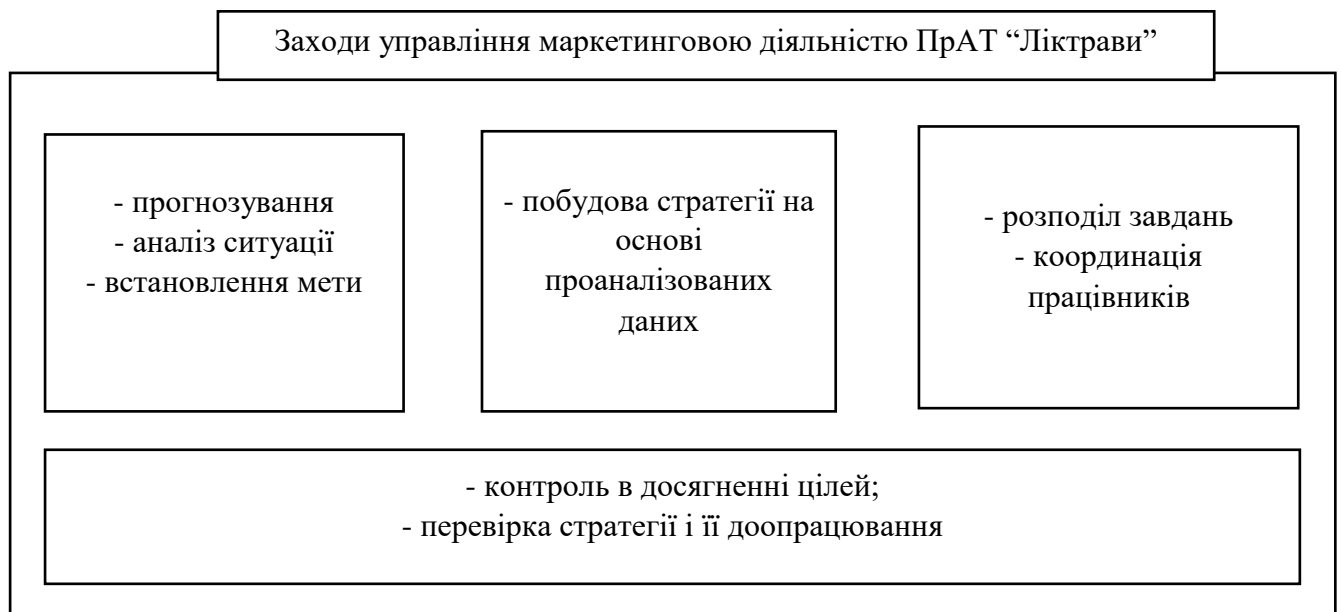 Заходи управління маркетинговою діяльністю ПрАТ “Ліктрави”
- прогнозування
- аналіз ситуації
- встановлення мети
- побудова стратегії на
основі
проаналізованих
даних
- розподіл завдань
- координація
працівників
- контроль в досягненні цілей;
- перевірка стратегії і її доопрацювання